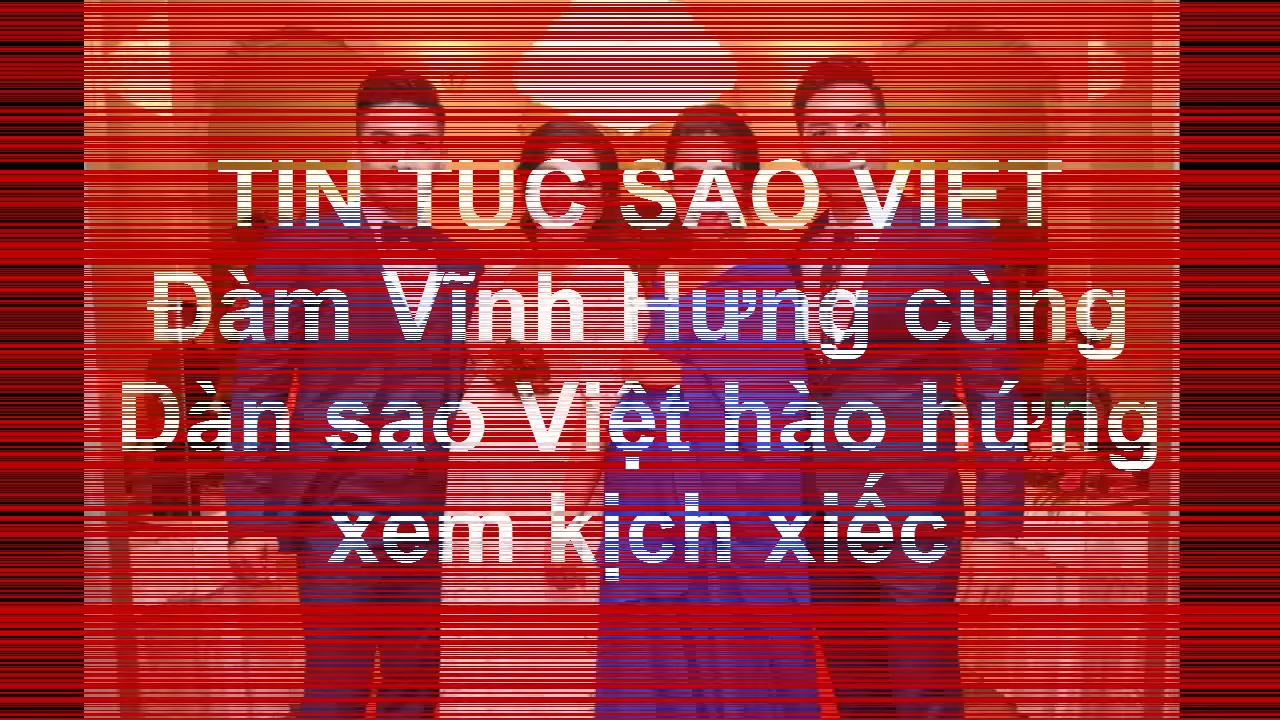 TIN TUC SAO VIET
Đàm Vĩnh Hưng cùng
Dàn sao Việt hào hứng
xem kịch xiếc